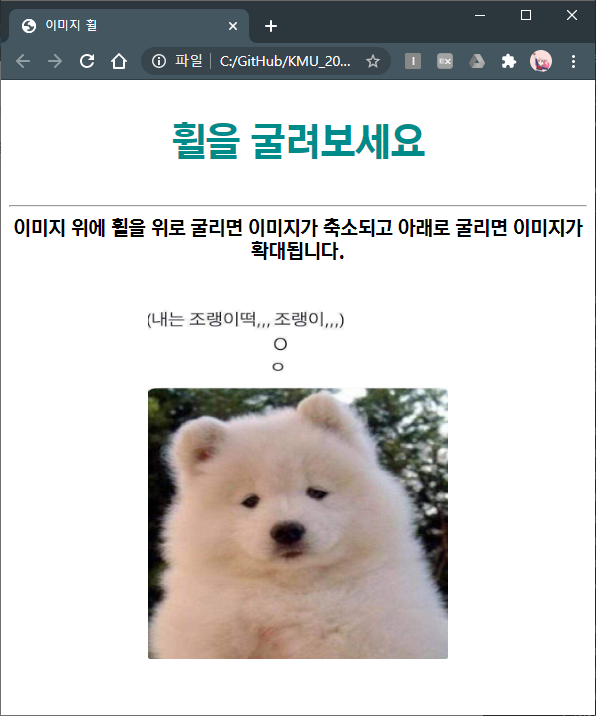 이미지 휠
파일
C:/GitHub/KMU_20...
휠을 굴려보세요
이미지 위에 휠을 위로 굴리면 이미지가 축소되고 아래로 굴리면 이미지가
확대됩니다.
(내는 조랭이떡,,, 조랭이,,,)